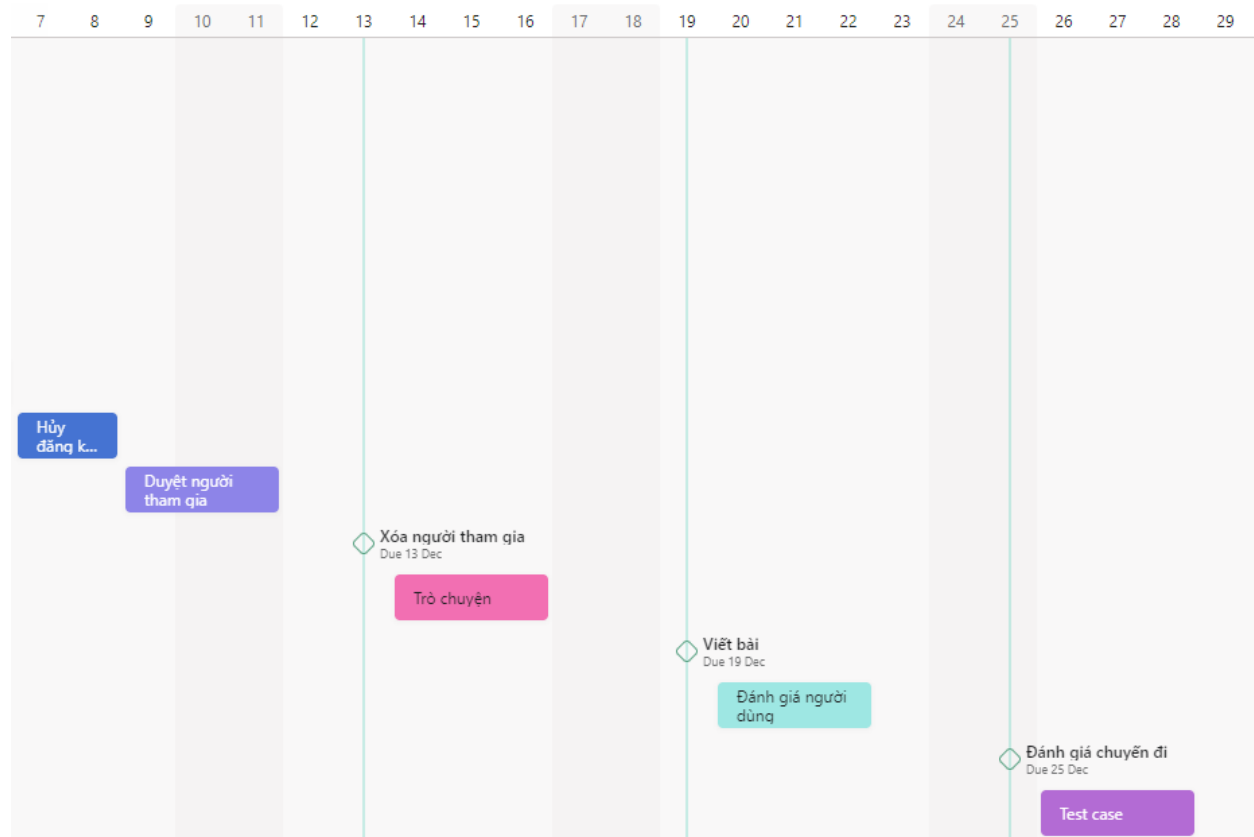 7 8 9 10 11 12 13 14 15 16 17 18 19 20 21 22 23 24 25 26 27 28 29
Hủy
đăng k...
Duyệt người
tham gia
Xóa người tham gia
Due 13 Dec
Trò chuyện
Viết bài
Due 19 Dec
Đánh giá người
dùng
Đánh giá chuyến đi
Due 25 Dec
Test case